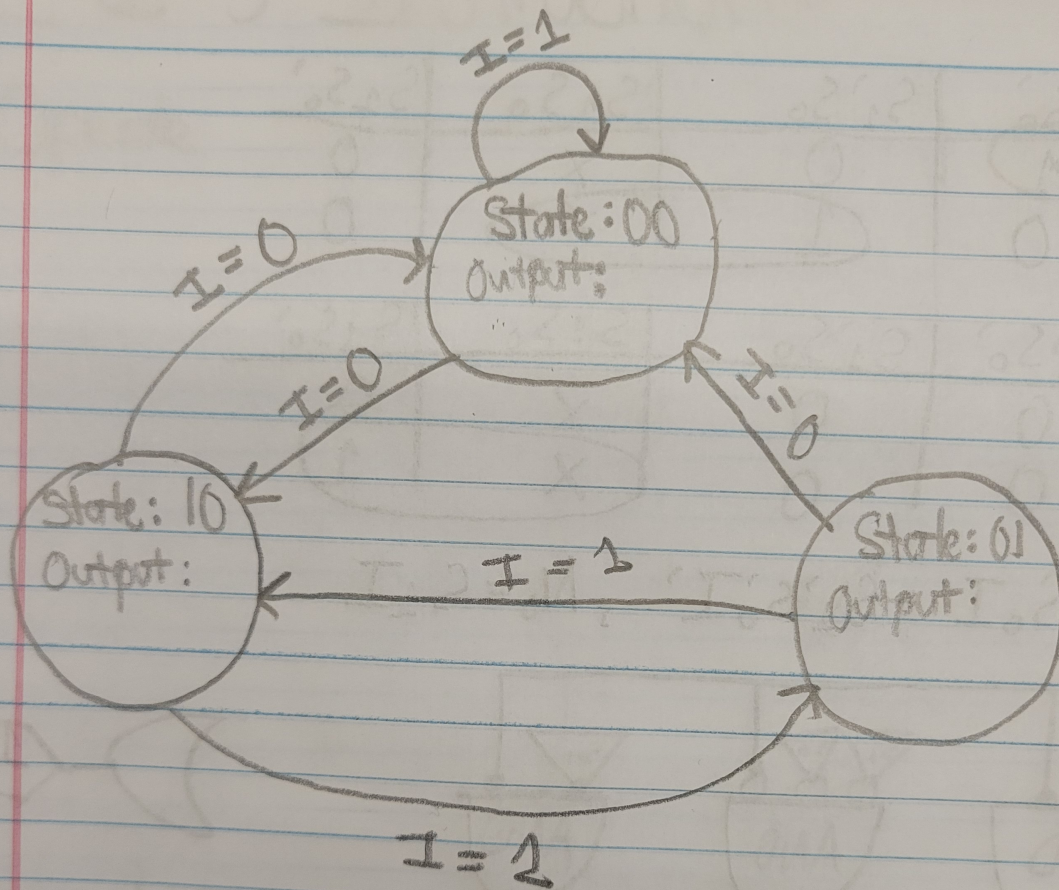 I=1
State: 00
Output:
I=0
I=0
I=0
State: 10
Output:
I = 1
State: 01
Output:
I = 1